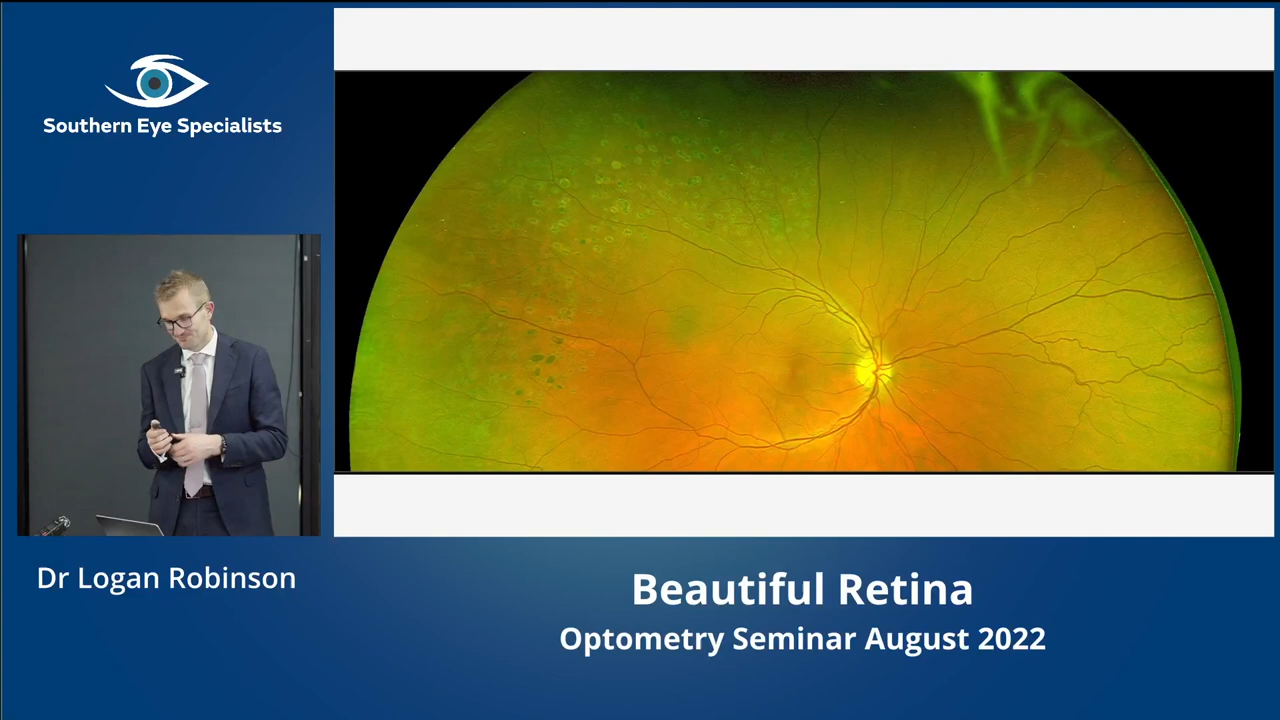 Southern Eye Specialists
Dr Logan Robinson
Beautiful Retina
Optometry Seminar August 2022